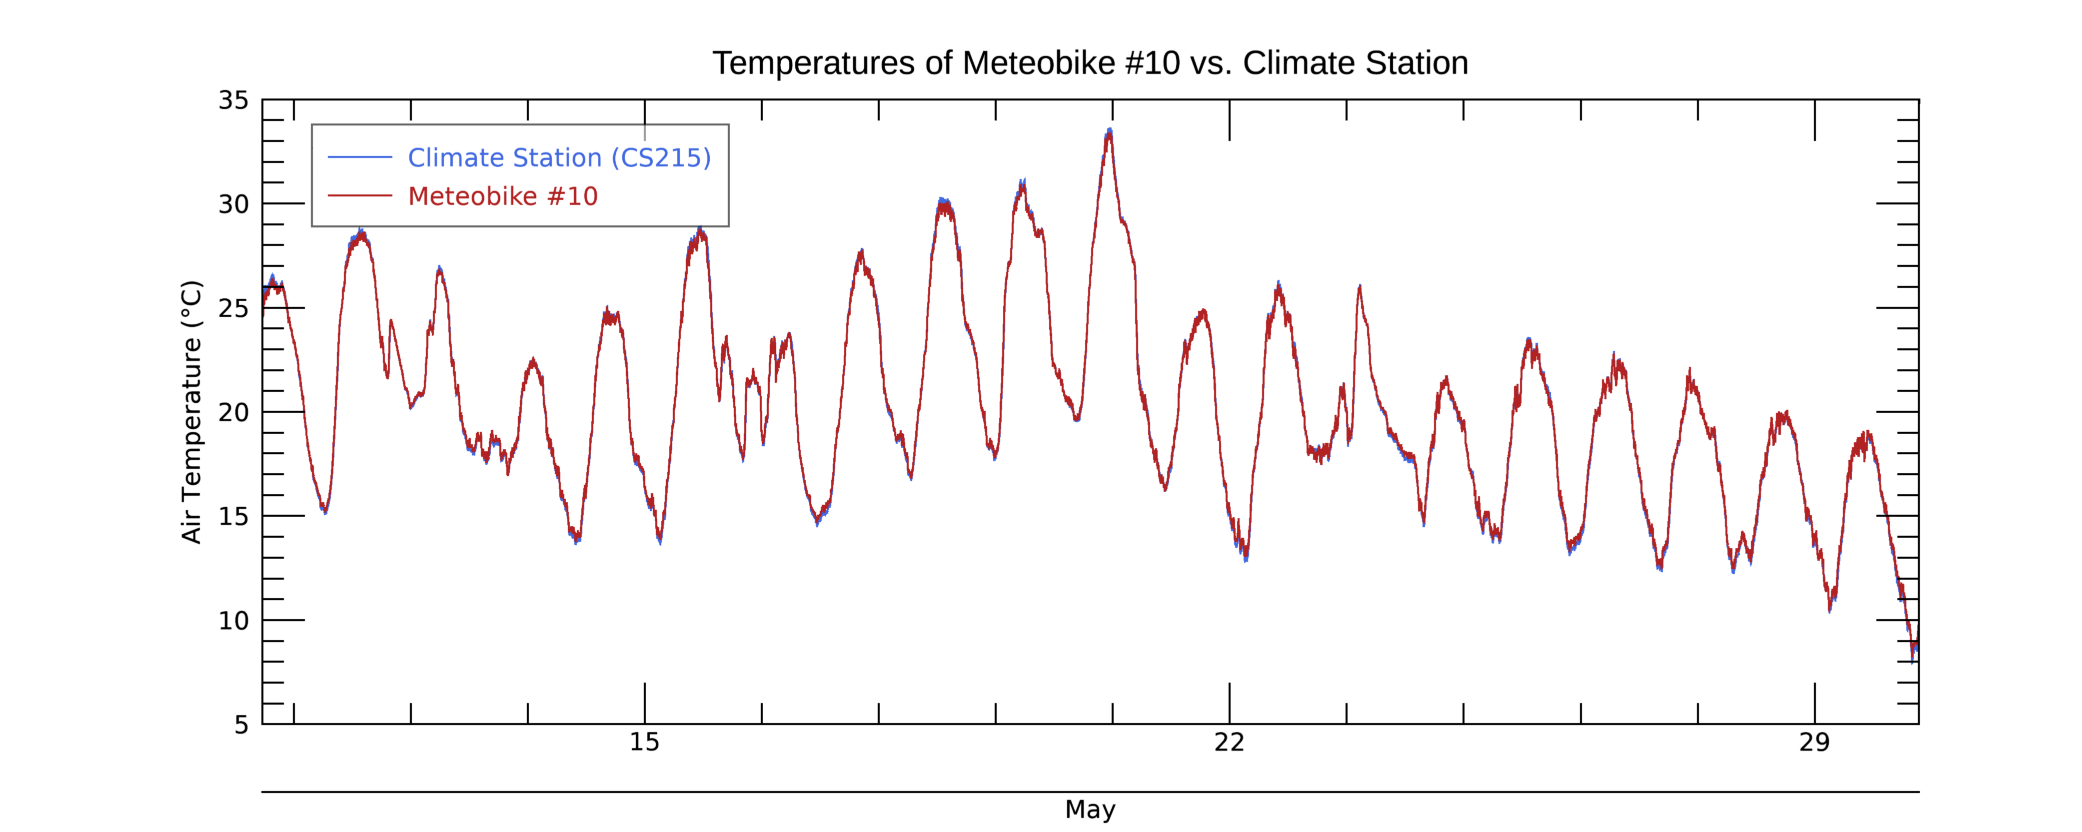 Temperatures of Meteobike #10 vs. Climate Station
Climate Station (CS215)
Meteobike #10
Air Temperature (°C)
35
30
25
20
15
10
5
15 22 29
May